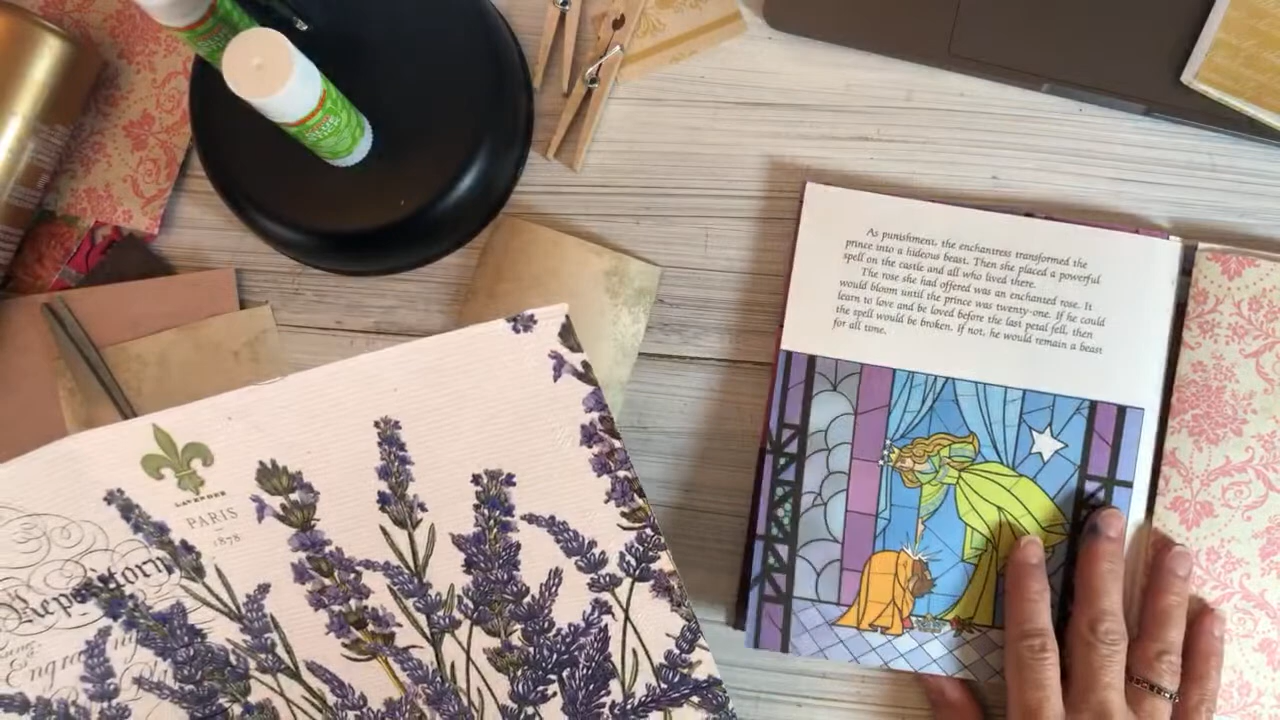 As punishment, the enchantress transformed the
prince into a hideous beast. Then she placed a powerful
spell on the castle and all who lived there.
The rose she had offered was an enchanted rose. It
would bloom until the prince was twenty-one. If he could
learn to love and be loved before the last petal fell, then
the spell would be broken. If not, he would remain a beast
for all time.
LAVENDER
PARIS
1878
Repository
Engraving